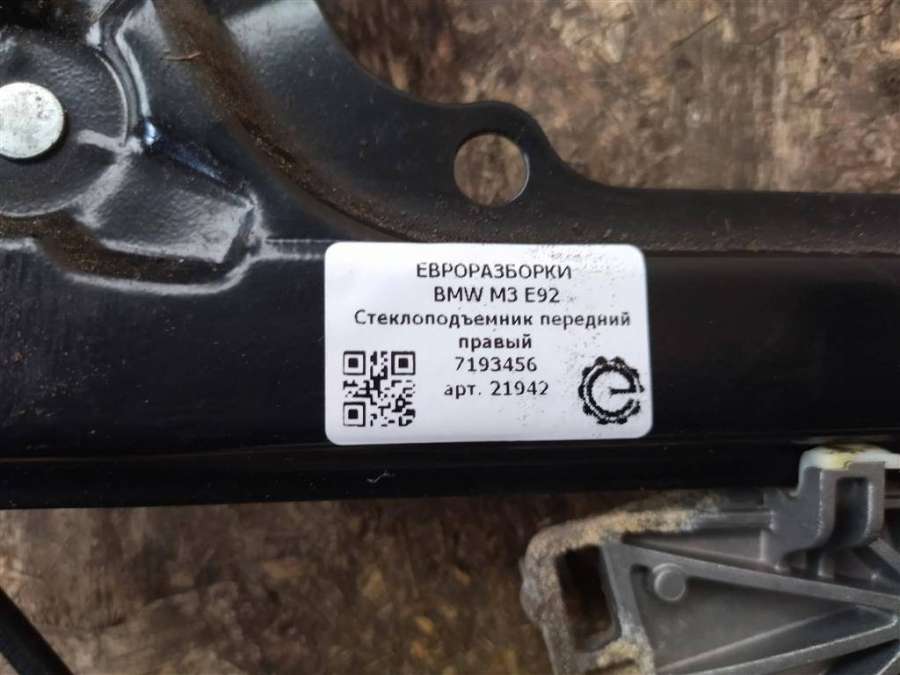 ЕВРОРАЗБОРКИ
BMW M3 E92
Стеклоподъемник передний
правый
7193456
арт. 21942